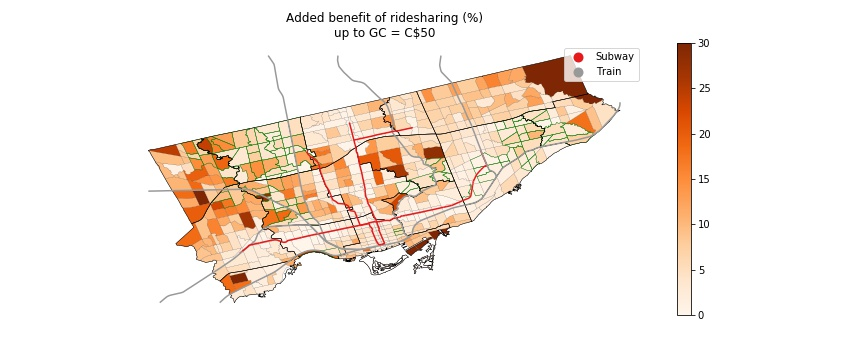 Added benefit of ridesharing (%)
up to GC = C$50
Subway
Train
30
25
20
15
10
5
0